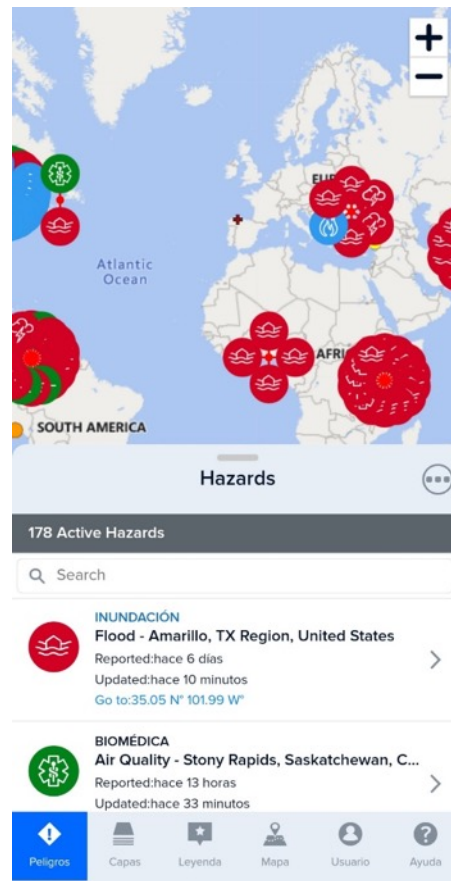 +
−
EUR
Atlantic
Ocean
AFRI
SOUTH AMERICA
Hazards
178 Active Hazards
Search
INUNDACIÓN
Flood - Amarillo, TX Region, United States
Reported:hace 6 días
Updated:hace 10 minutos
Go to:35.05 N° 101.99 W°
BIOMÉDICA
Air Quality - Stony Rapids, Saskatchewan, C...
Reported:hace 13 horas
Updated:hace 33 minutos
Peligros Capas Leyenda Mapa Usuario Ayuda